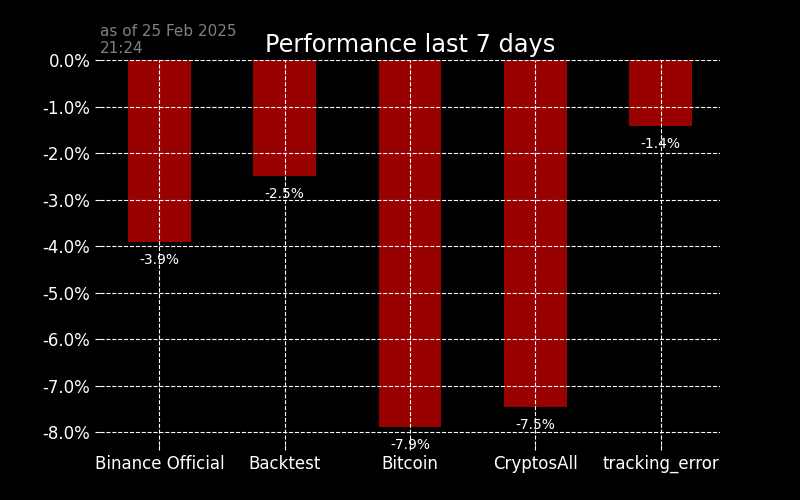 as of 25 Feb 2025
21:24
Performance last 7 days
0.0%
-1.0%
-2.0%
-3.0%
-4.0%
-5.0%
-6.0%
-7.0%
-8.0%
-3.9%
-2.5%
-7.9%
-7.5%
-1.4%
Binance Official
Backtest
Bitcoin
CryptosAll
tracking_error